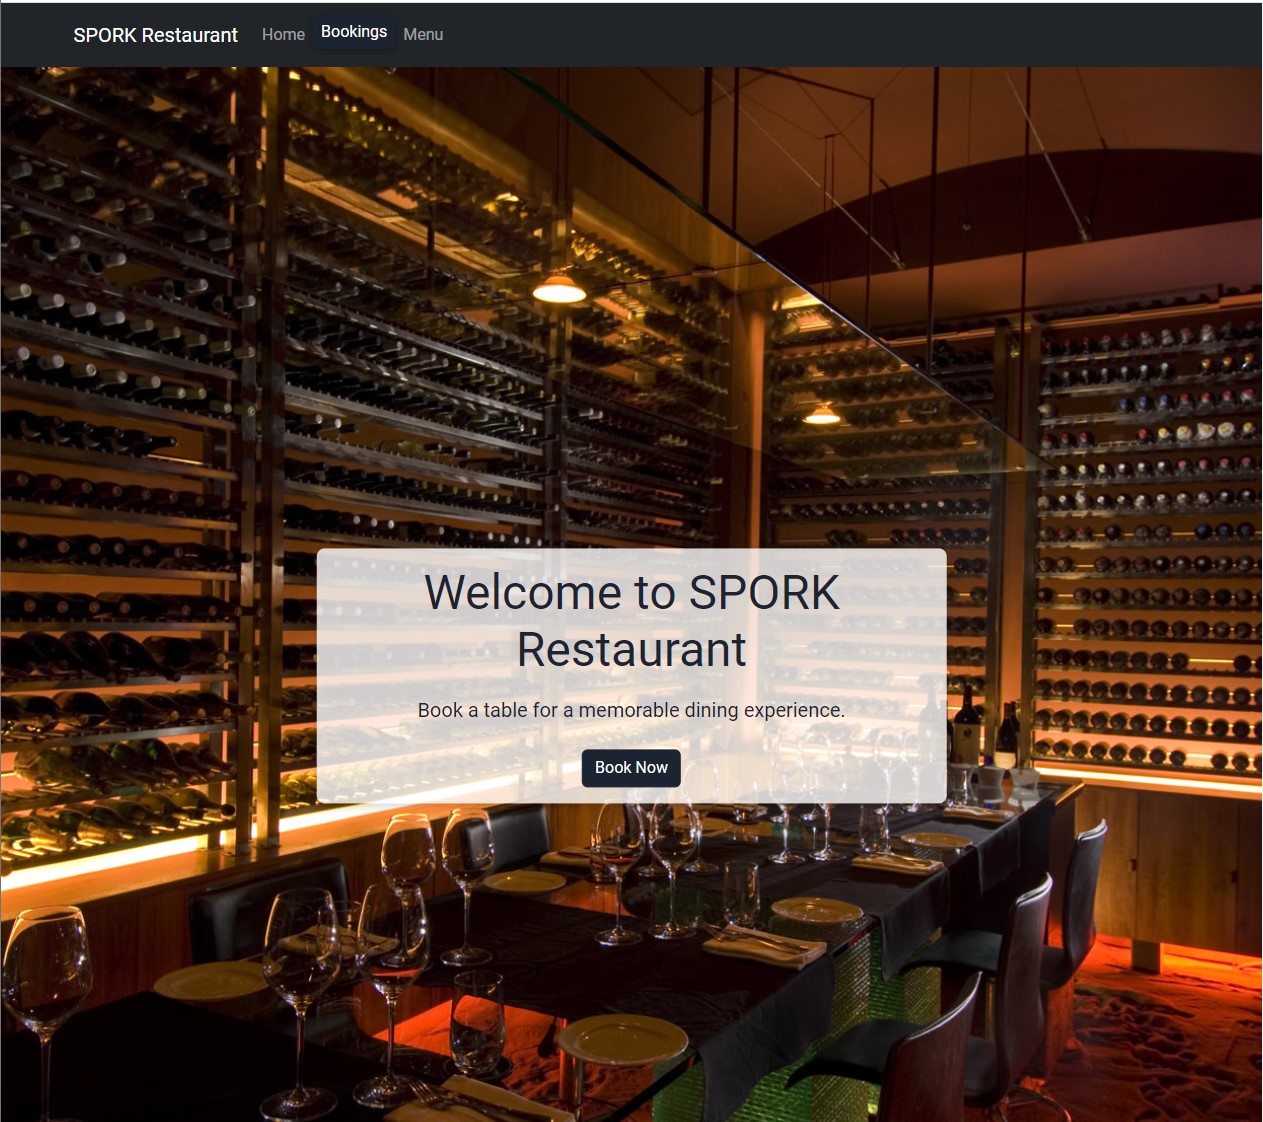 SPORK Restaurant Home Bookings Menu
Welcome to SPORK
Restaurant
Book a table for a memorable dining experience.
Book Now